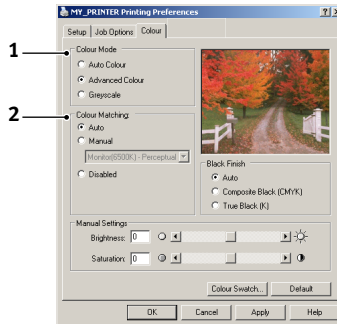 MY_PRINTER Printing Preferences
Setup Job Options Colour
1
Colour Mode
Auto Colour
Advanced Colour
Greyscale
2
Colour Matching:
Auto
Manual
Monitor(6500K) - Perceptual
Disabled
Black Finish
Auto
Composite Black (CMYK)
True Black (K)
Manual Settings
Brightness: 0
Saturation: 0
Colour Swatch... Default
OK Cancel Apply Help